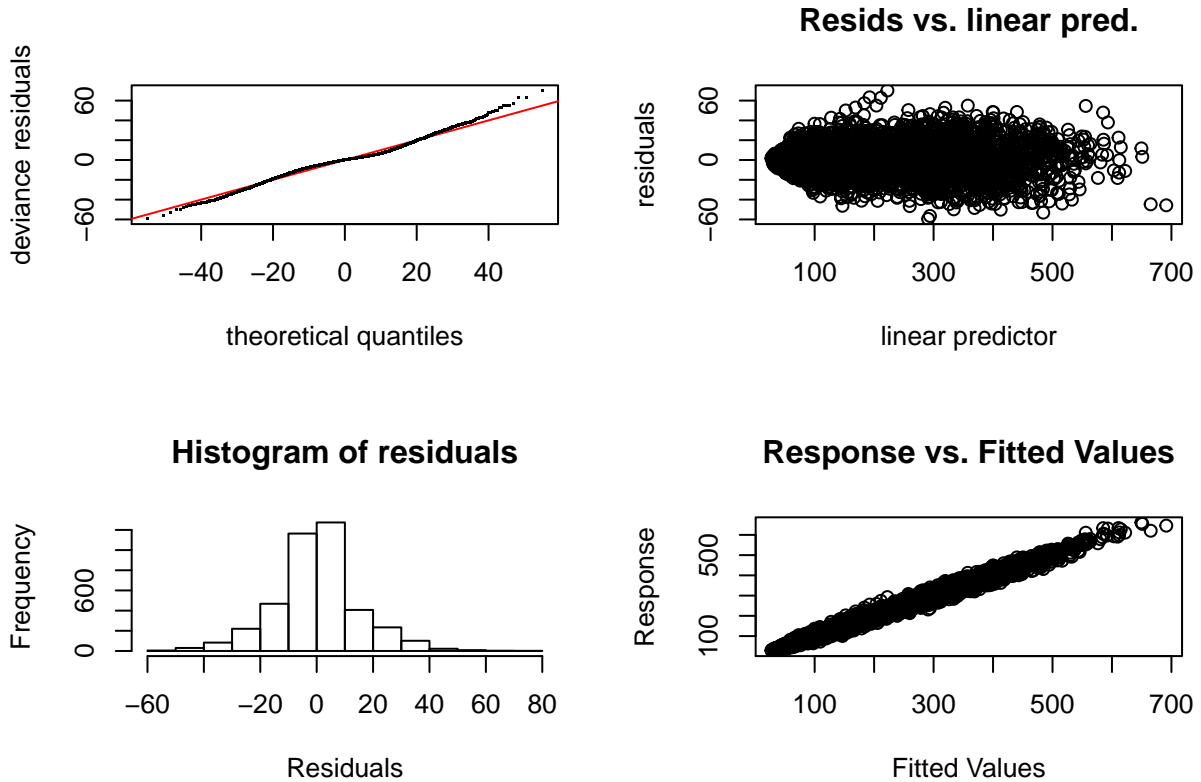 deviance residuals
60
0
−60
−40 −20 0 20 40
theoretical quantiles
Resids vs. linear pred.
residuals
60
0
−60
100 300 500 700
linear predictor
Histogram of residuals
Frequency
600
0
−60 −20 0 20 40 60 80
Residuals
Response vs. Fitted Values
Response
500
100
100 300 500 700
Fitted Values